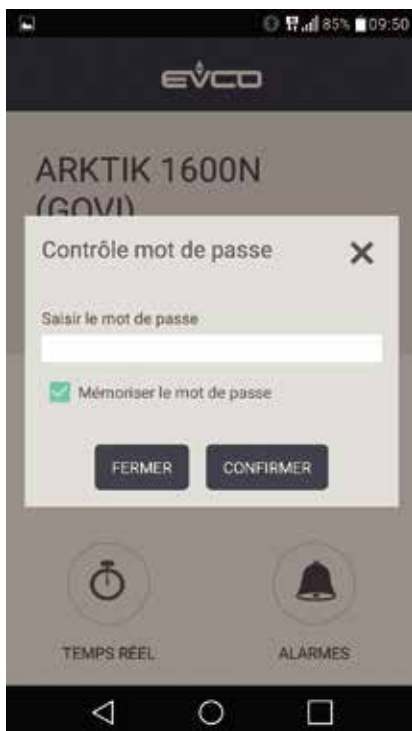 85% 09:50
evco
ARKTIK 1600N
(GOVI)
Contrôle mot de passe
Saisir le mot de passe
Mémoriser le mot de passe
FERMER CONFIRMER
TEMPS RÉEL ALARMES